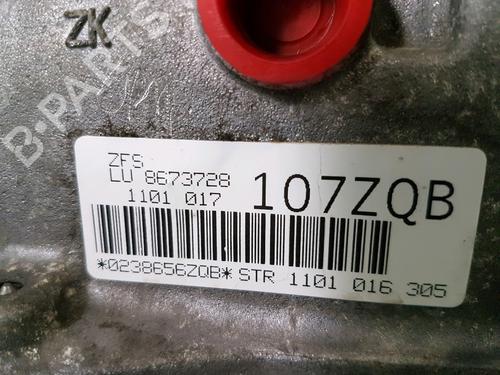 ZK
B-PARTS
ZFS
LU 8673728
1101 017
107ZQB
*0238656ZQB* STR 1101 016 305